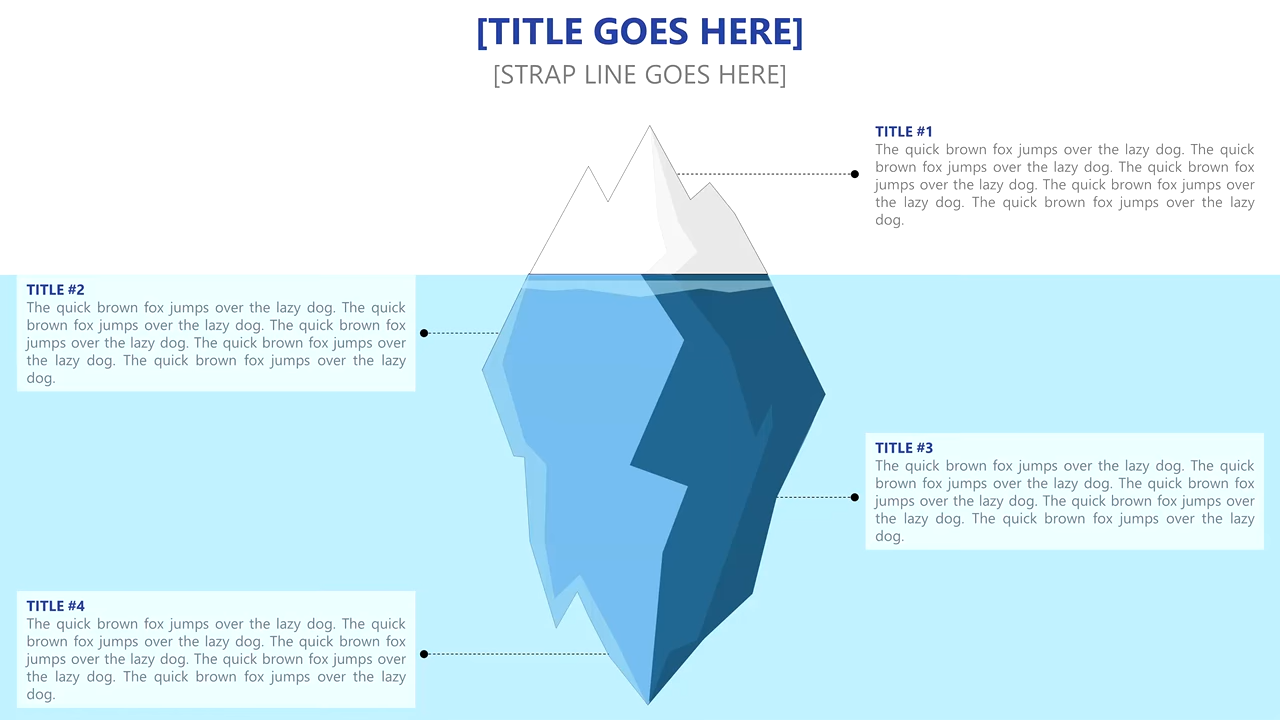 [TITLE GOES HERE]
[STRAP LINE GOES HERE]
TITLE #1
The quick brown fox jumps over the lazy dog. The quick
brown fox jumps over the lazy dog. The quick brown fox
jumps over the lazy dog. The quick brown fox jumps over
the lazy dog. The quick brown fox jumps over the lazy
dog.
TITLE #2
The quick brown fox jumps over the lazy dog. The quick
brown fox jumps over the lazy dog. The quick brown fox
jumps over the lazy dog. The quick brown fox jumps over
the lazy dog. The quick brown fox jumps over the lazy
dog.
TITLE #3
The quick brown fox jumps over the lazy dog. The quick
brown fox jumps over the lazy dog. The quick brown fox
jumps over the lazy dog. The quick brown fox jumps over
the lazy dog. The quick brown fox jumps over the lazy
dog.
TITLE #4
The quick brown fox jumps over the lazy dog. The quick
brown fox jumps over the lazy dog. The quick brown fox
jumps over the lazy dog. The quick brown fox jumps over
the lazy dog. The quick brown fox jumps over the lazy
dog.